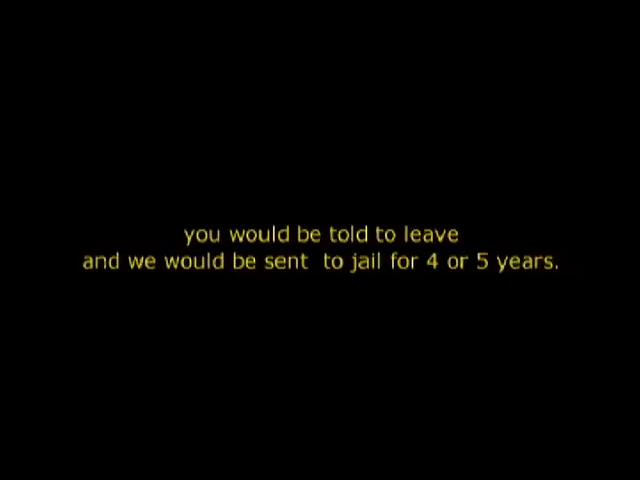 you would be told to leave
and we would be sent  to jail for 4 or 5 years.